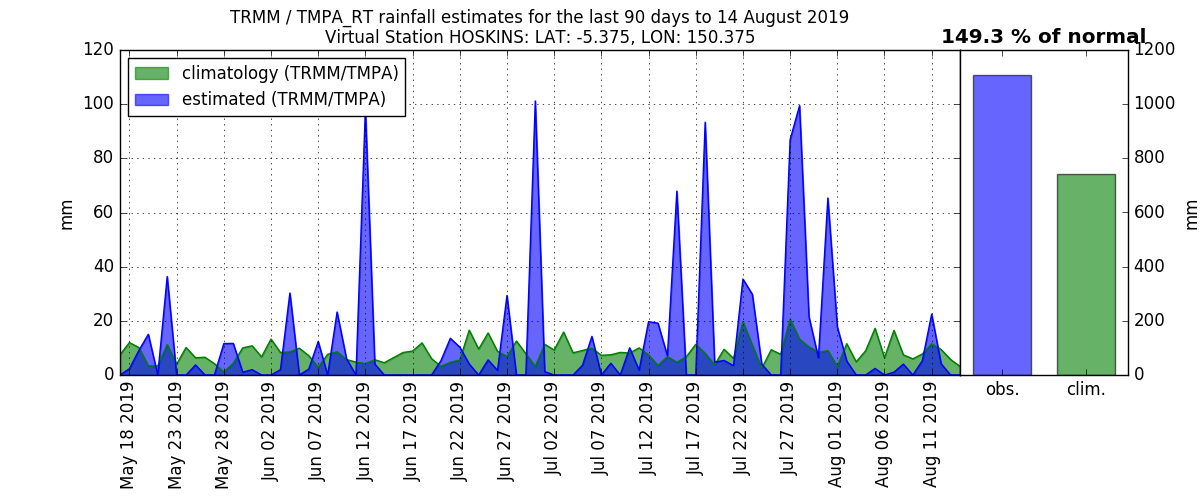 TRMM / TMPA_RT rainfall estimates for the last 90 days to 14 August 2019
Virtual Station HOSKINS: LAT: -5.375, LON: 150.375
149.3 % of normal
climatology (TRMM/TMPA)
estimated (TRMM/TMPA)
120
100
80
60
40
20
0
mm
1200
1000
800
600
400
200
0
mm
May 18 2019
May 23 2019
May 28 2019
Jun 02 2019
Jun 07 2019
Jun 12 2019
Jun 17 2019
Jun 22 2019
Jun 27 2019
Jul 02 2019
Jul 07 2019
Jul 12 2019
Jul 17 2019
Jul 22 2019
Jul 27 2019
Aug 01 2019
Aug 06 2019
Aug 11 2019
obs.
clim.